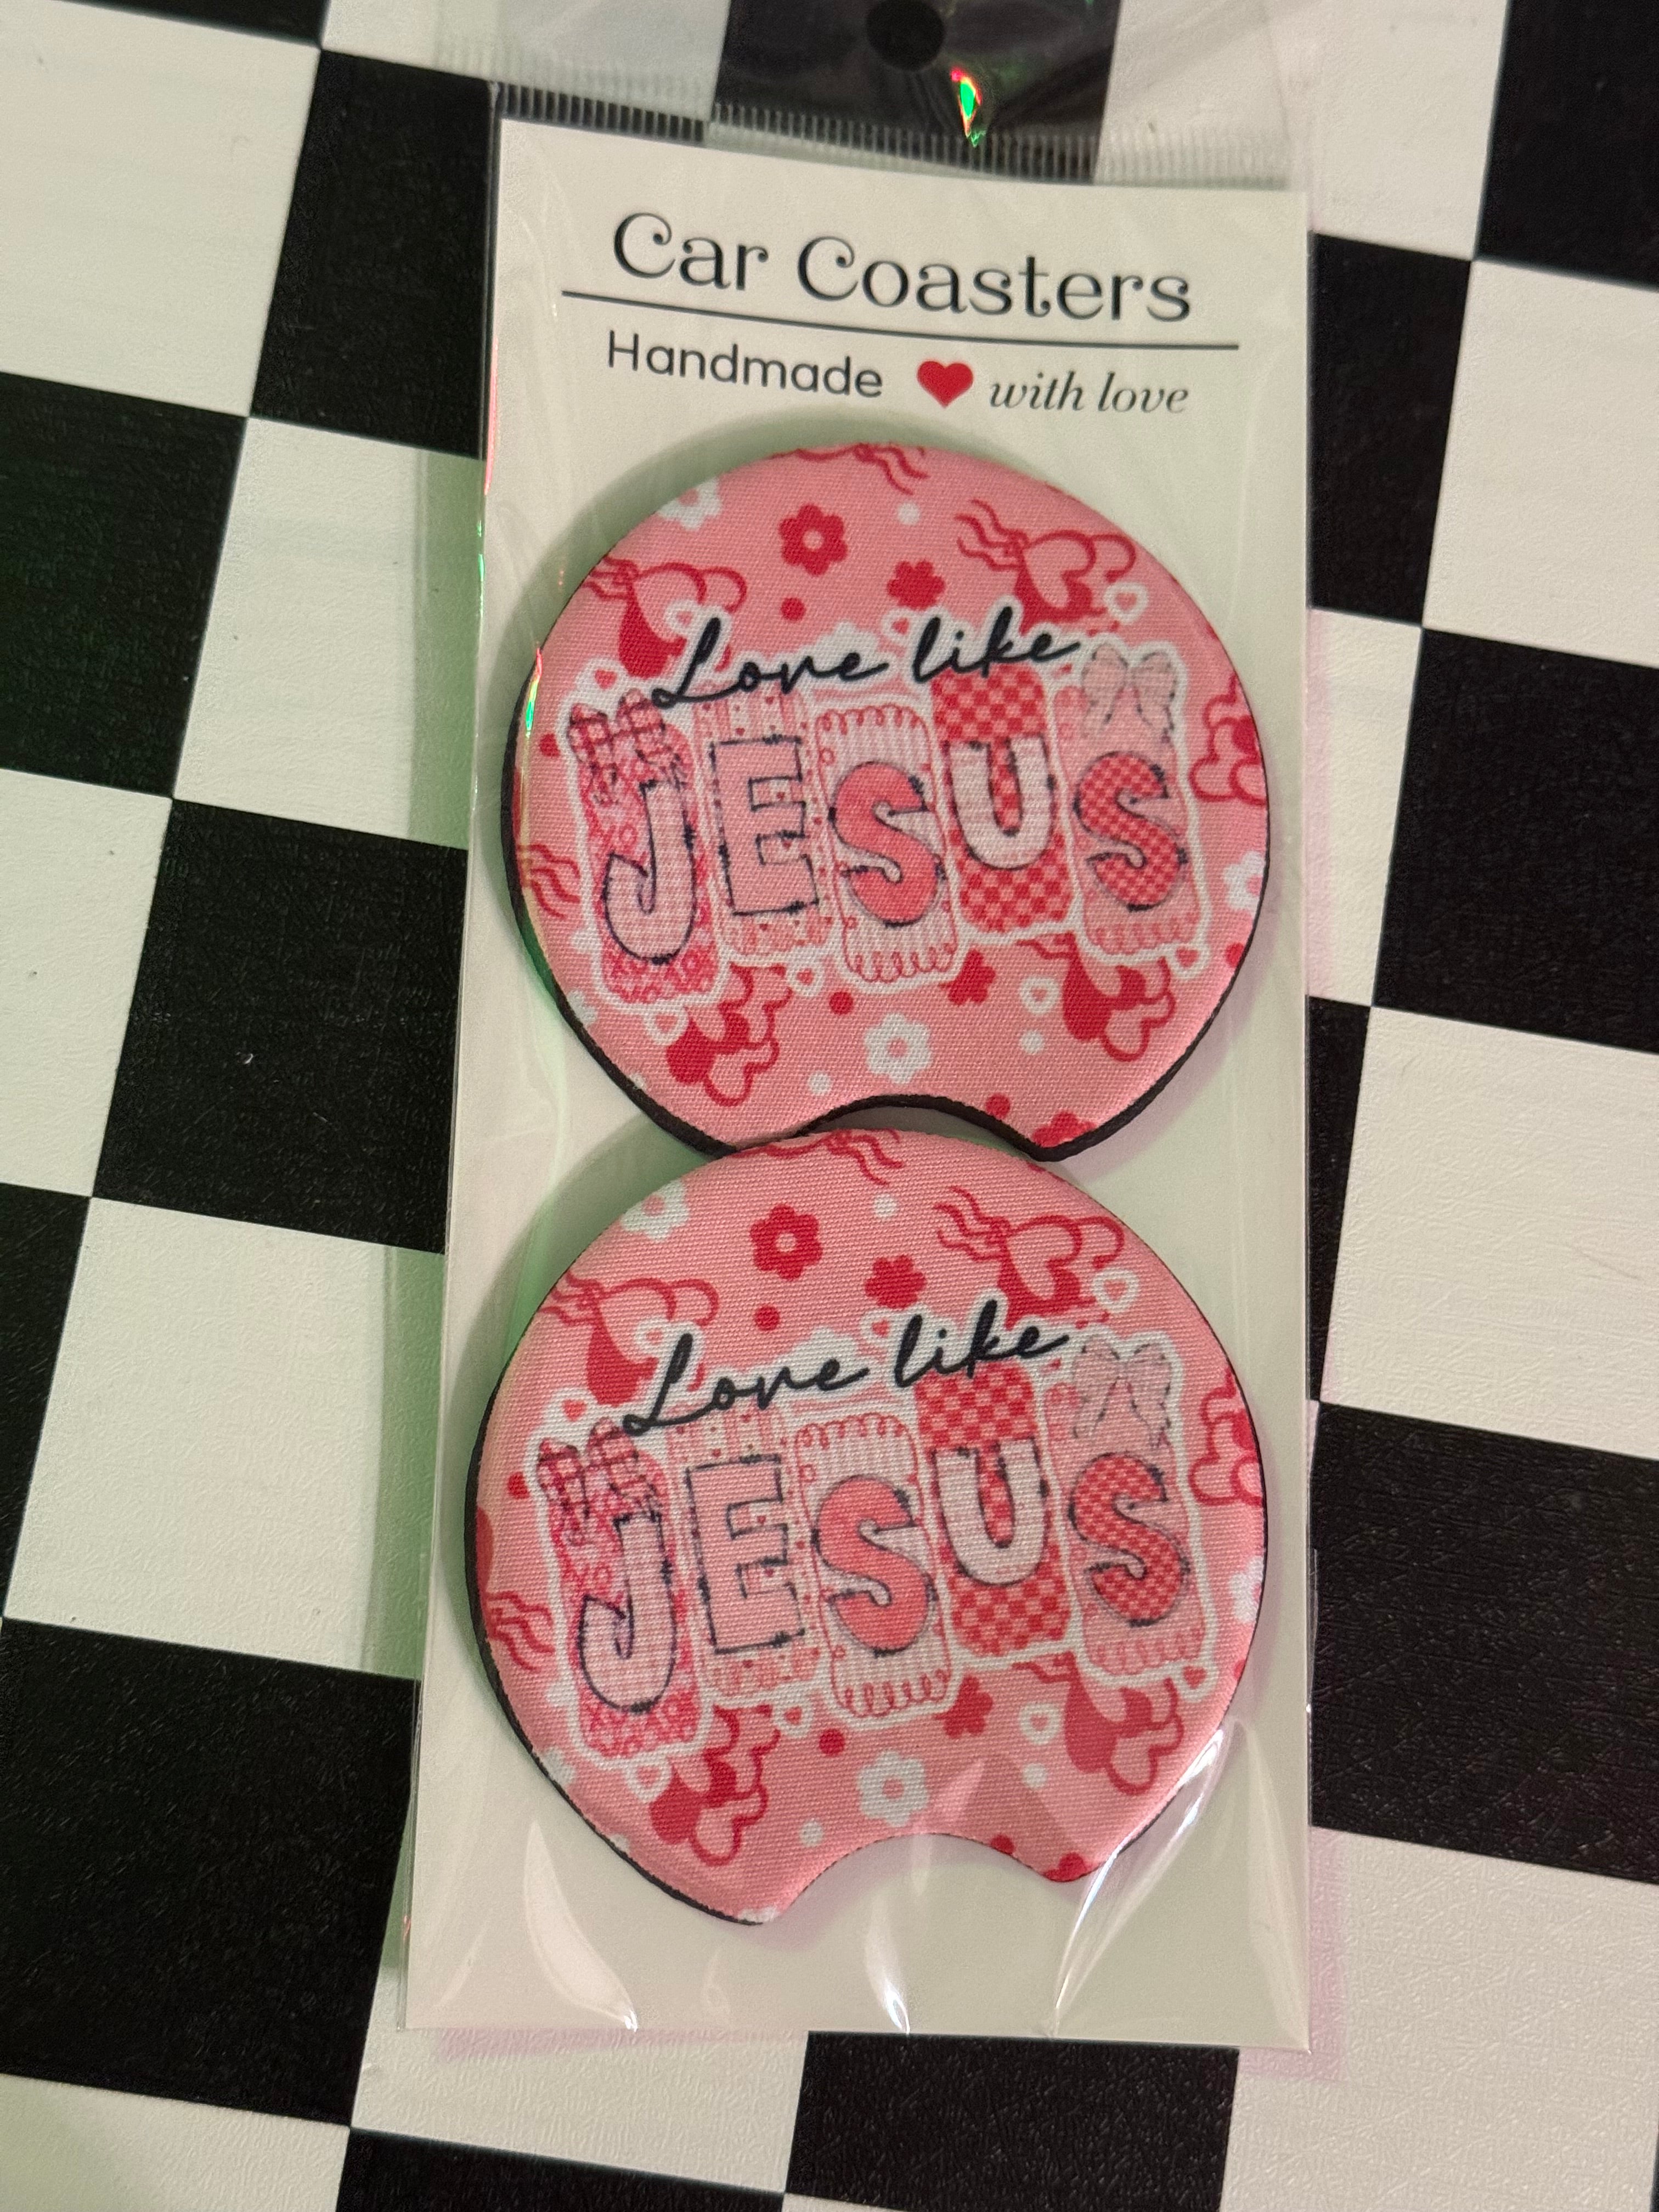 Car Coasters
Handmade ❤ with love
Love like
JESUS
Love like
JESUS